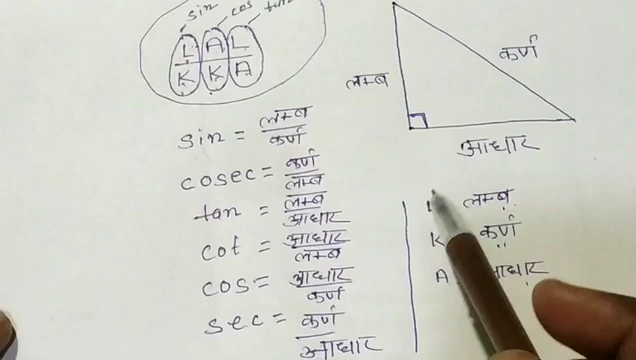 sin cos tan
L A L
K K A
लम्ब
कर्ण
आधार
sin = लम्ब / कर्ण
cosec = कर्ण / लम्ब
tan = लम्ब / आधार
cot = आधार / लम्ब
cos = आधार / कर्ण
sec = कर्ण / आधार
लम्ब
K कर्ण
A आधार